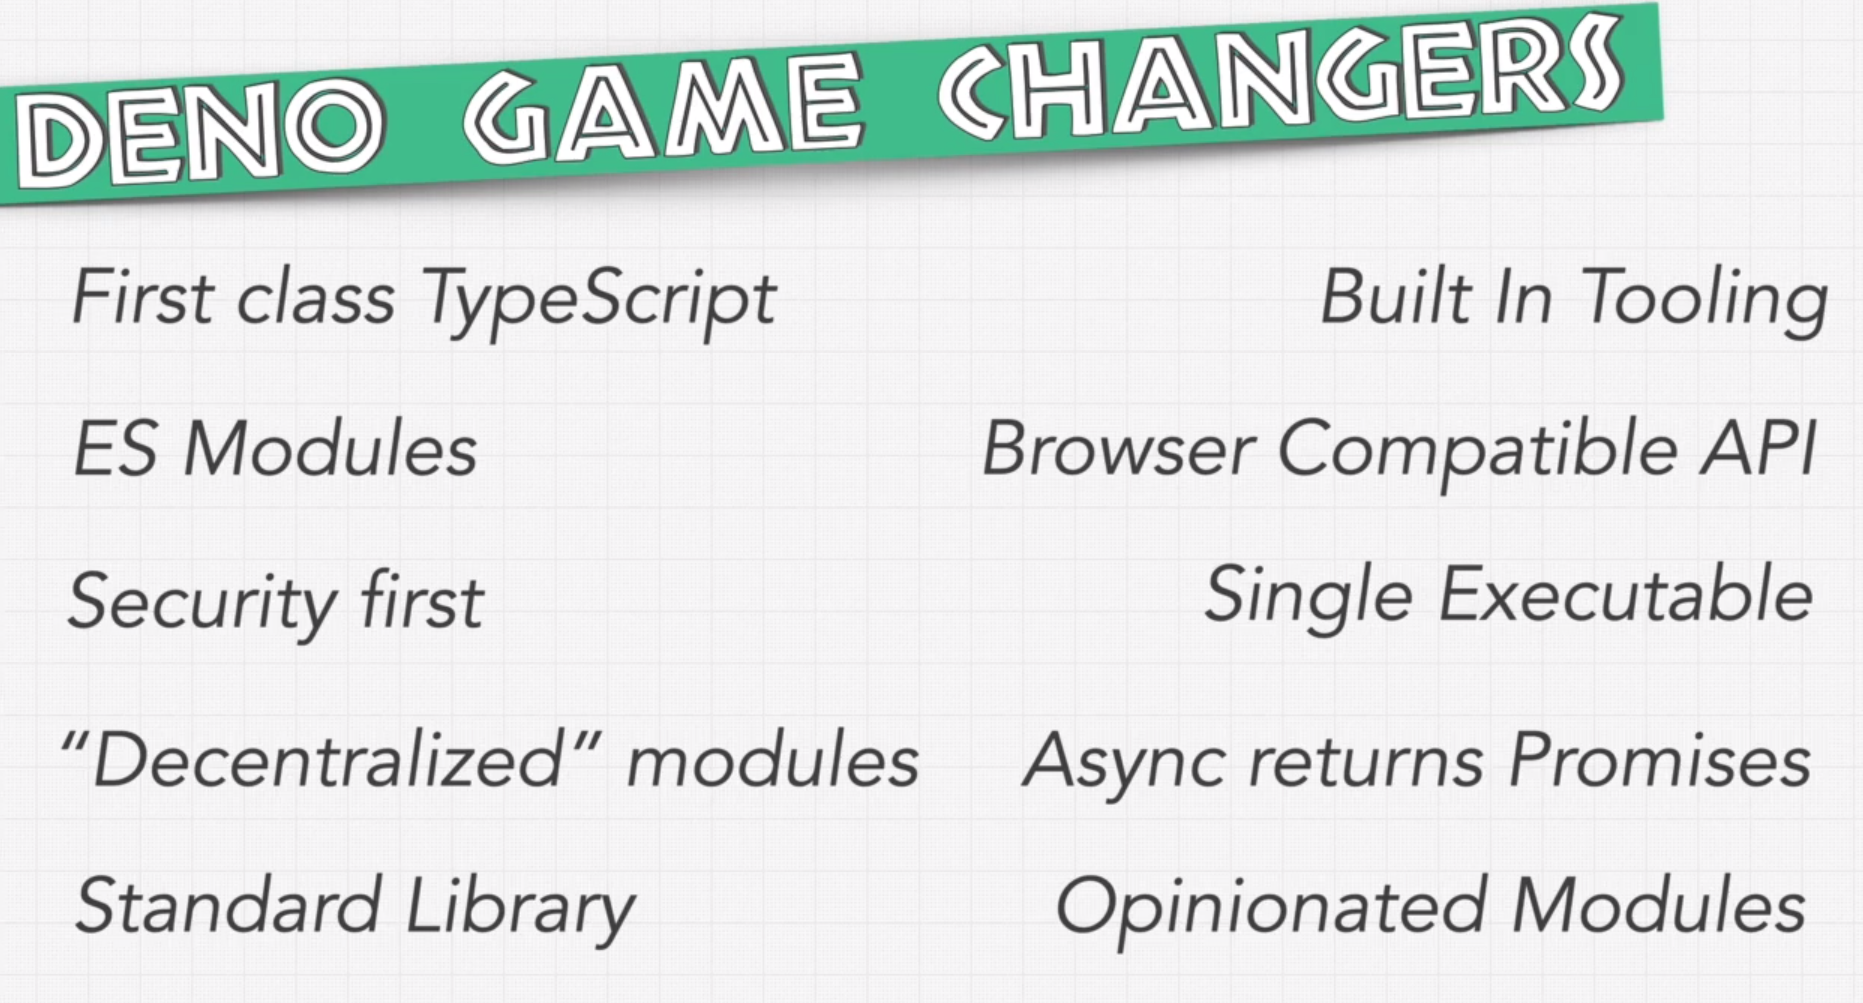 DENO GAME CHANGERS
First class TypeScript
ES Modules
Security first
“Decentralized” modules
Standard Library
Built In Tooling
Browser Compatible API
Single Executable
Async returns Promises
Opinionated Modules